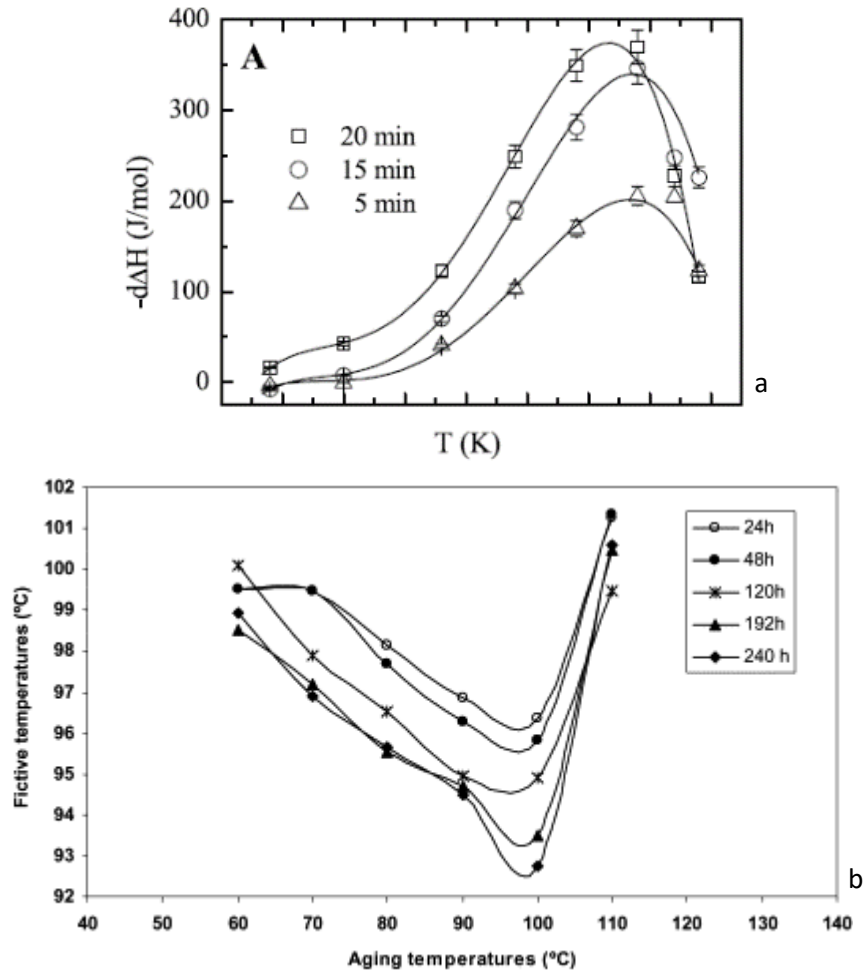 400
A
300
20 min
15 min
5 min
200
100
0
-dΔH (J/mol)
T (K)
a
102
101
100
99
98
97
96
95
94
93
92
Fictive temperatures (ºC)
24h
48h
120h
192h
240 h
40 50 60 70 80 90 100 110 120 130 140
Aging temperatures (ºC)
b